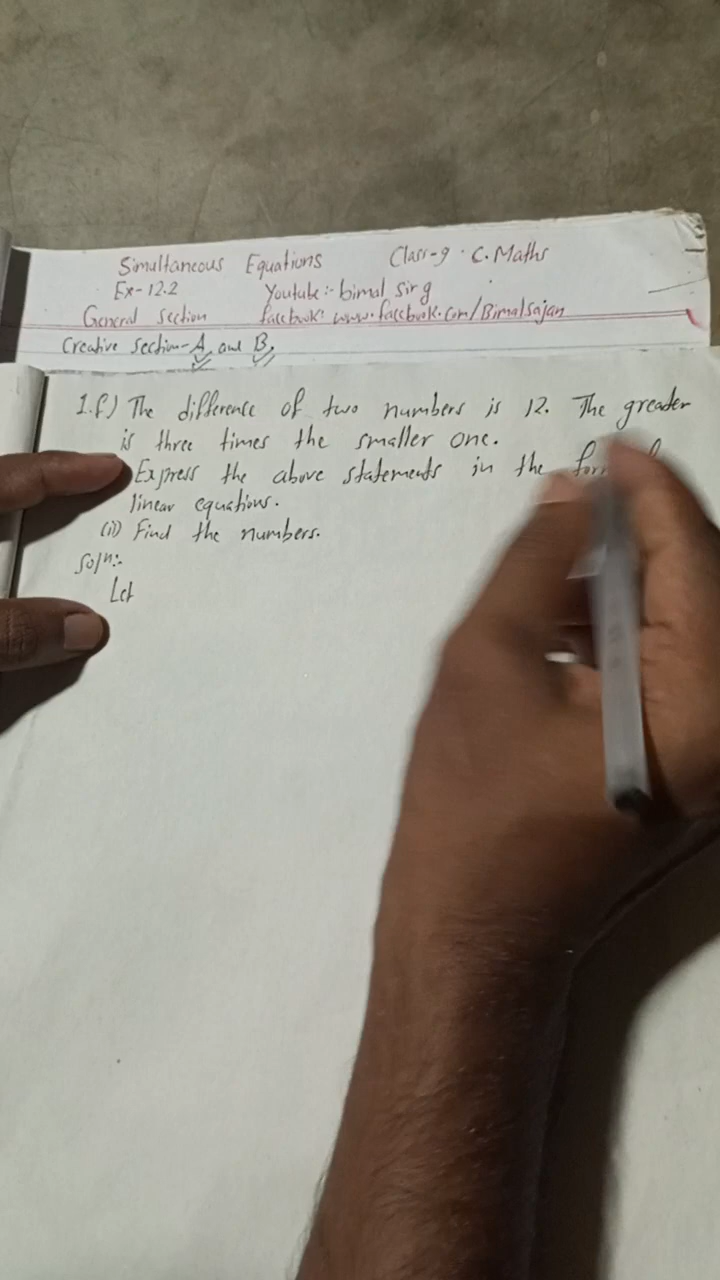 Simultaneous Equations Class-9. C. Maths
Ex-12.2 Youtube:- bimal sir g
General section facebook: www.facebook.com/Bimalsajan
Creative section-A and B,
1.f) The difference of two numbers is 12. The greater
is three times the smaller one.
Express the above statements in the
linear equations.
(ii) Find the numbers.
Soln:-
Let